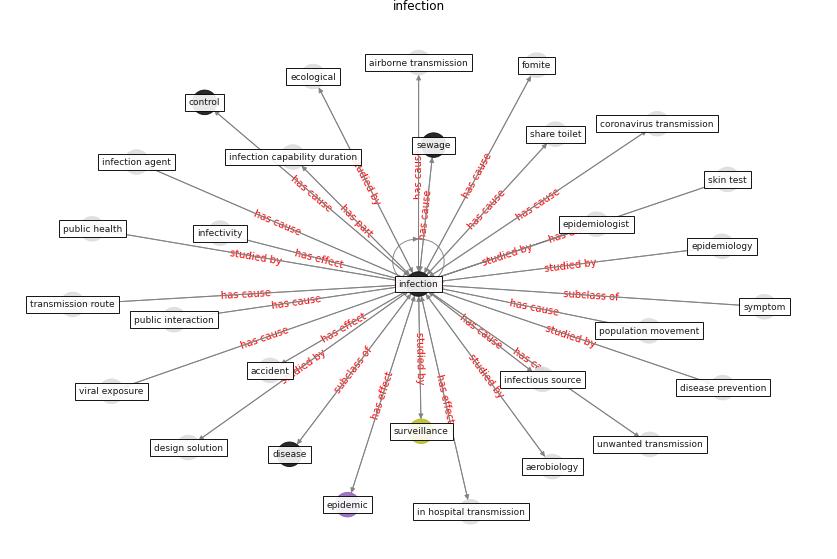 infection
airborne transmission
fomite
ecological
control
coronavirus transmission
share toilet
sewage
infection capability duration
infection agent
skin test
has cause
studied by
has cause
has cause
has cause
has part
has cause
has cause
has cause
epidemiologist
public health
infectivity
epidemiology
studied by
has effect
studied by
has c
studied by
infection
transmission route
has cause
has cause
subclass of
symptom
public interaction
has cause
population movement
has cause
has effect
has cause
studied by
accident
studied by
subclass of
studied by
has ca
infectious source
viral exposure
has effect
has effect
studied by
disease prevention
surveillance
design solution
disease
unwanted transmission
aerobiology
epidemic
in hospital transmission